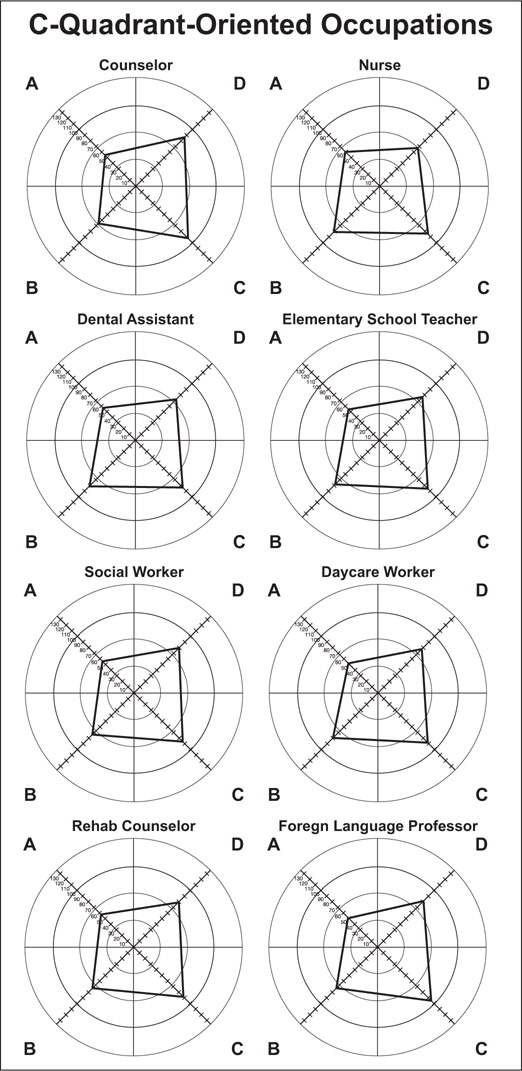 C-Quadrant-Oriented Occupations
Counselor Nurse
A D A D
130 120 110 100 90 80 70 60 50 40 30 20 10
130 120 110 100 90 80 70 60 50 40 30 20 10
B C B C
Dental Assistant Elementary School Teacher
A D A D
130 120 110 100 90 80 70 60 50 40 30 20 10
130 120 110 100 90 80 70 60 50 40 30 20 10
B C B C
Social Worker Daycare Worker
A D A D
130 120 110 100 90 80 70 60 50 40 30 20 10
130 120 110 100 90 80 70 60 50 40 30 20 10
B C B C
Rehab Counselor Foregn Language Professor
A D A D
130 120 110 100 90 80 70 60 50 40 30 20 10
130 120 110 100 90 80 70 60 50 40 30 20 10
B C B C